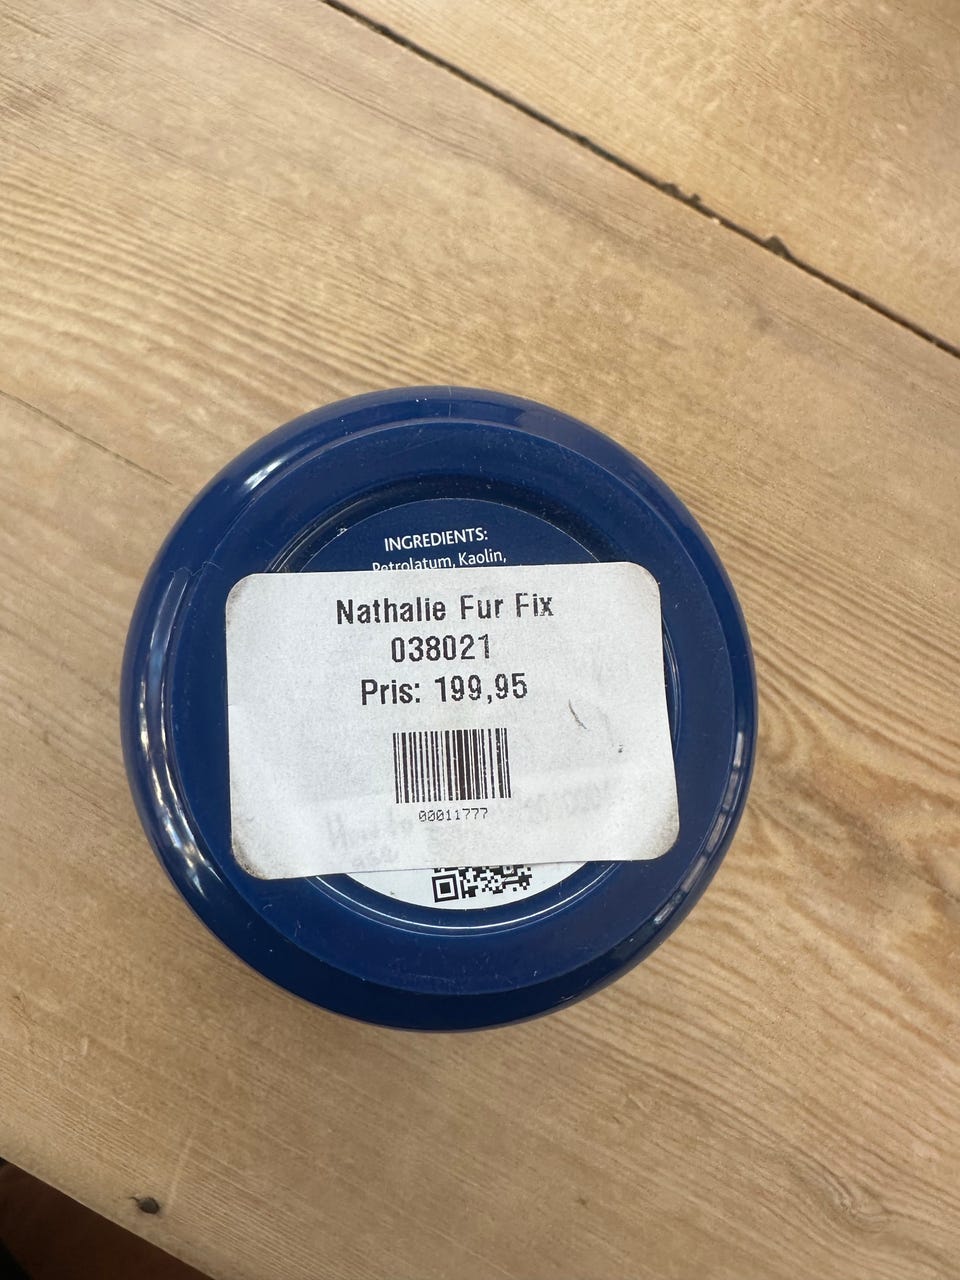 INGREDIENTS:
Petrolatum, Kaolin,
Nathalie Fur Fix
038021
Pris: 199,95
00011777